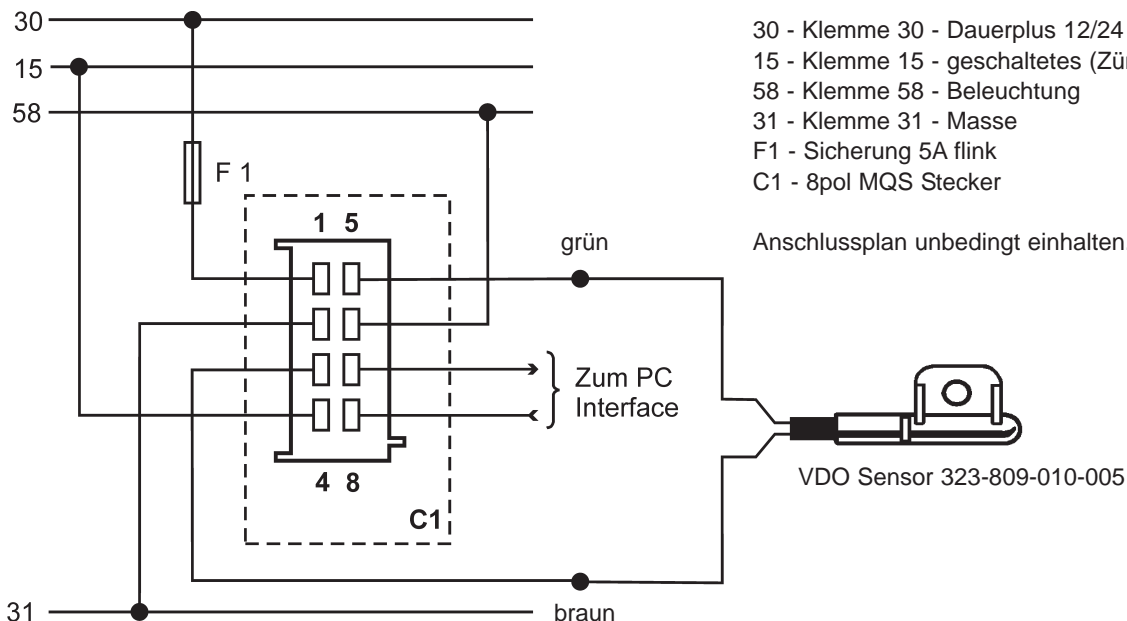 30
15
58
F 1
1 5
4 8
C1
31
grün
braun
Zum PC
Interface
30 - Klemme 30 - Dauerplus 12/24
15 - Klemme 15 - geschaltetes
58 - Klemme 58 - Beleuchtung
31 - Klemme 31 - Masse
F1 - Sicherung 5A flink
C1 - 8pol MQS Stecker
Anschlussplan unbedingt einhalten
VDO Sensor 323-809-010-005